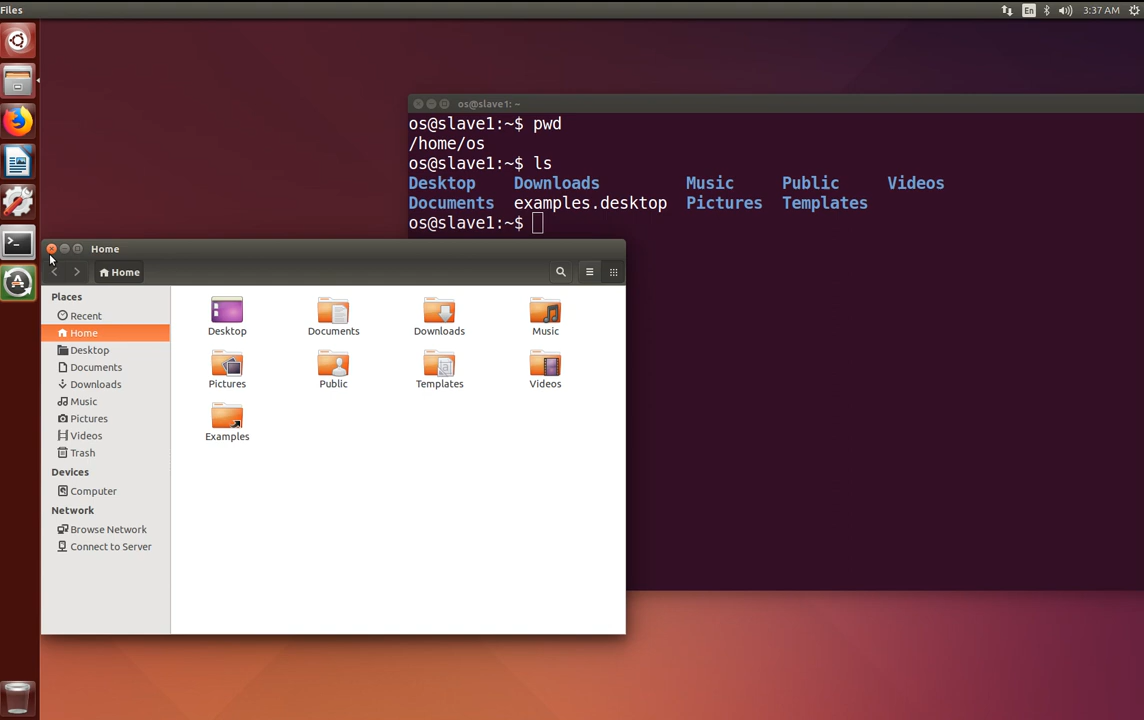 Files
En
3:37 AM
os@slave1: ~
os@slave1:~$ pwd
/home/os
os@slave1:~$ ls
Desktop Downloads Music Public Videos
Documents examples.desktop Pictures Templates
os@slave1:~$
Home
Home
Places
Recent
Home
Desktop
Documents
Downloads
Music
Pictures
Videos
Trash
Devices
Computer
Network
Browse Network
Connect to Server
Desktop Documents Downloads Music
Pictures Public Templates Videos
Examples